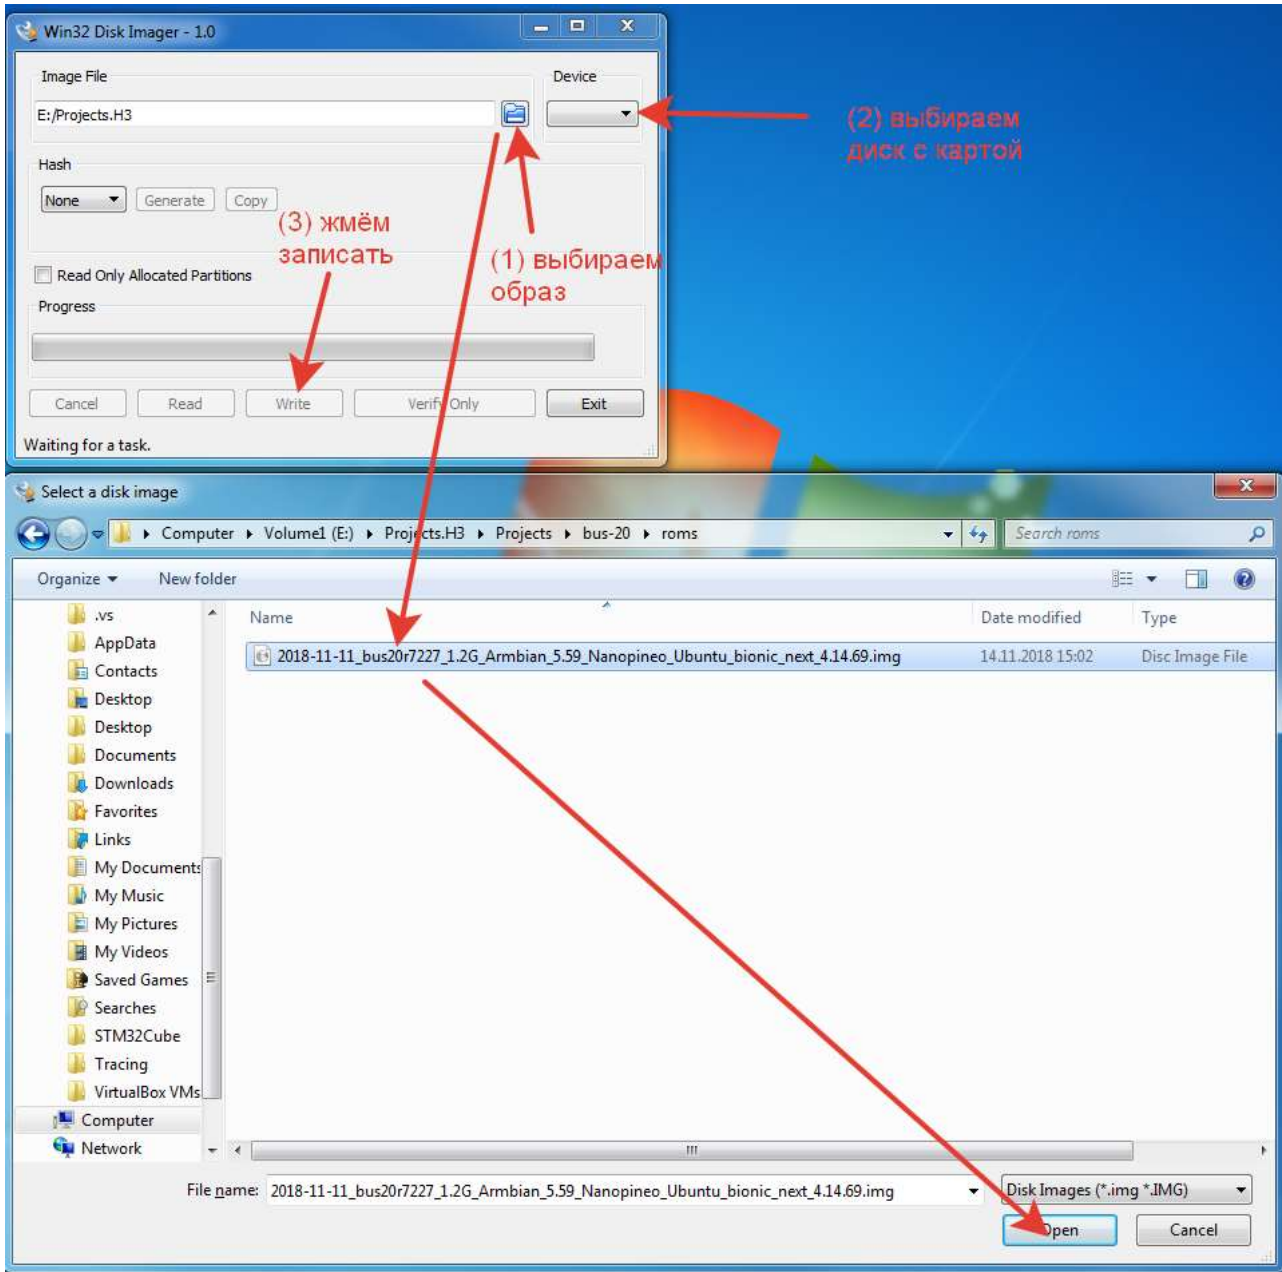 Win32 Disk Imager - 1.0
Image File
Device
E:/Projects.H3
(2) выбираем
диск с картой
Hash
None
Generate
Copy
(3) жмём
записать
(1) выбираем
образ
Read Only Allocated Partitions
Progress
Cancel
Read
Write
Verify Only
Exit
Waiting for a task.
Select a disk image
Computer
Volume1 (E:)
Projects.H3
Projects
bus-20
roms
Search roms
Organize
New folder
Name
Date modified
Type
2018-11-11_bus20r7227_1.2G_Armbian_5.59_Nanopineo_Ubuntu_bionic_next_4.14.69.img
14.11.2018 15:02
Disc Image File
.vs
AppData
Contacts
Desktop
Desktop
Documents
Downloads
Favorites
Links
My Documents
My Music
My Pictures
My Videos
Saved Games
Searches
STM32Cube
Tracing
VirtualBox VMs
Computer
Network
File name:
2018-11-11_bus20r7227_1.2G_Armbian_5.59_Nanopineo_Ubuntu_bionic_next_4.14.69.img
Disk Images (*.img *.IMG)
Open
Cancel